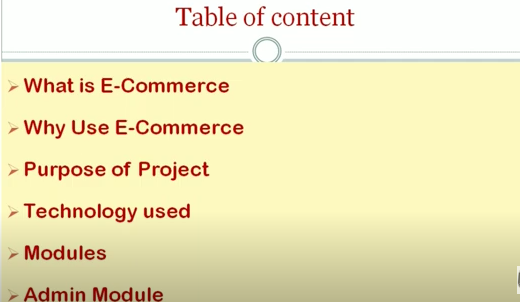 Table of content
What is E-Commerce
Why Use E-Commerce
Purpose of Project
Technology used
Modules
Admin Module